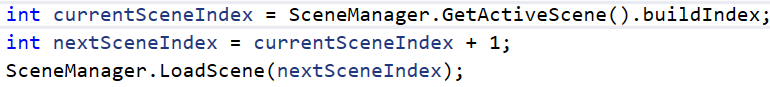 int currentSceneIndex = SceneManager.GetActiveScene().buildIndex;
int nextSceneIndex = currentSceneIndex + 1;
SceneManager.LoadScene(nextSceneIndex);